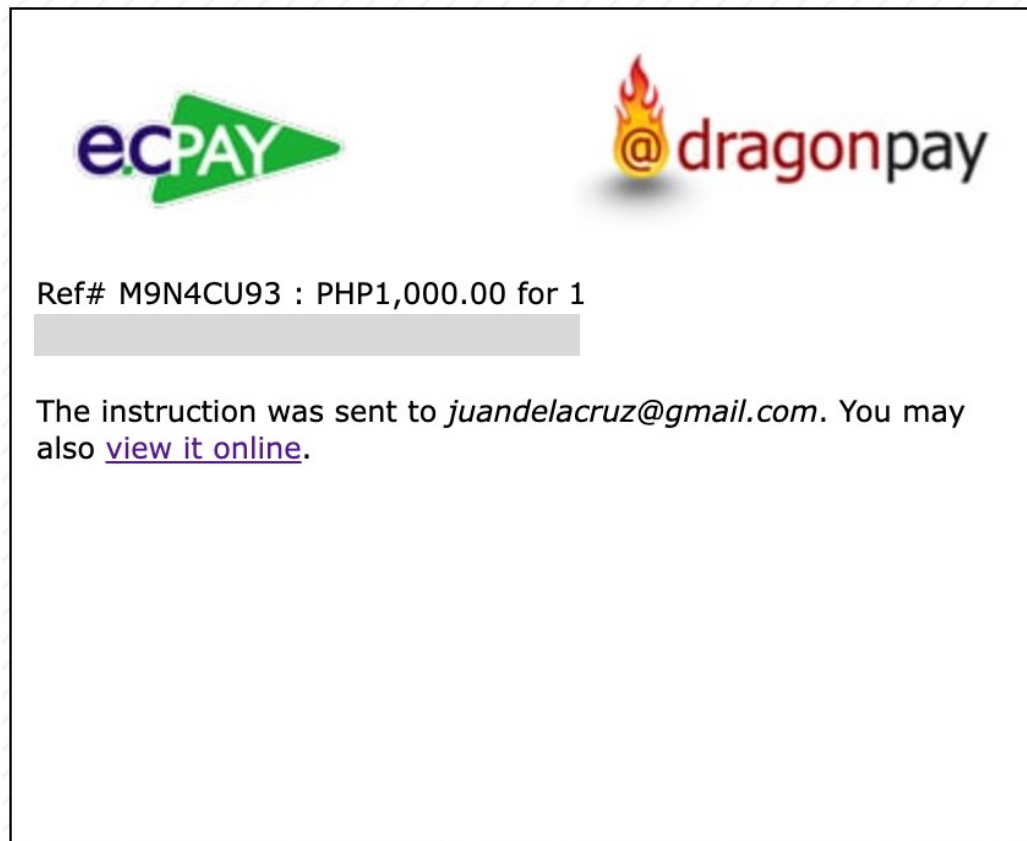 e.cPAY
@dragonpay
Ref# M9N4CU93 : PHP1,000.00 for 1
The instruction was sent to juandelacruz@gmail.com. You may
also view it online.